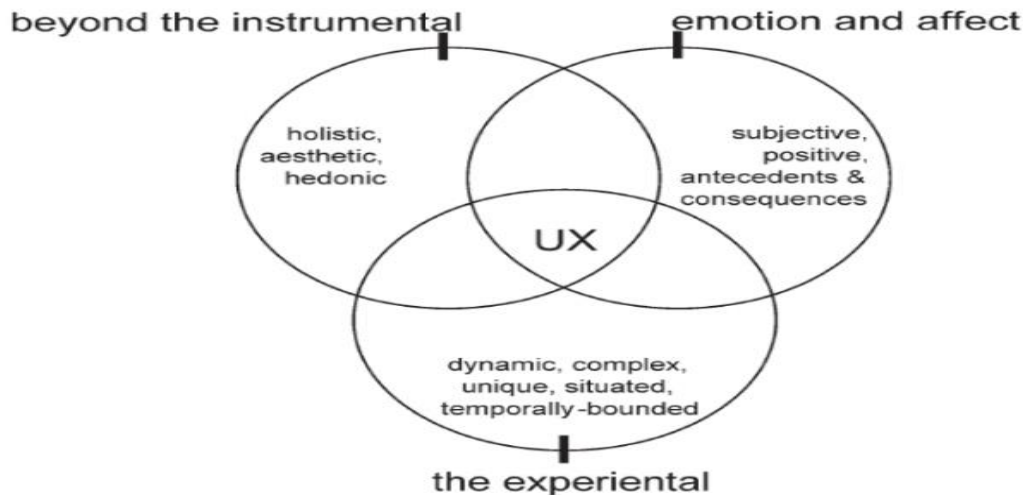 beyond the instrumental
emotion and affect
holistic,
aesthetic,
hedonic
subjective,
positive,
antecedents &
consequences
UX
dynamic, complex,
unique, situated,
temporally-bounded
the experiental